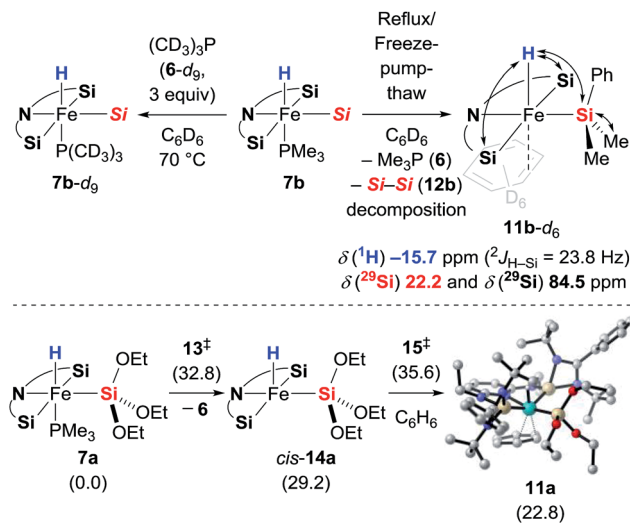 (CD3)3P
(6-d9,
3 equiv)
C6D6
70 °C
H
Si
N
Fe
Si
Si
P(CD3)3
7b-d9
H
Si
N
Fe
Si
Si
PMe3
7b
Reflux/
Freeze-
pump-
thaw
C6D6
– Me3P (6)
– Si–Si (12b)
decomposition
H
Si
Ph
N
Fe
Si
Me
Me
Si
D6
11b-d6
δ(1H) –15.7 ppm (2JH–Si = 23.8 Hz)
δ(29Si) 22.2 and δ(29Si) 84.5 ppm
H
Si
OEt
N
Fe
Si
OEt
Si
PMe3
OEt
7a
(0.0)
13‡
(32.8)
– 6
H
Si
OEt
N
Fe
Si
OEt
Si
OEt
cis-14a
(29.2)
15‡
(35.6)
C6H6
11a
(22.8)